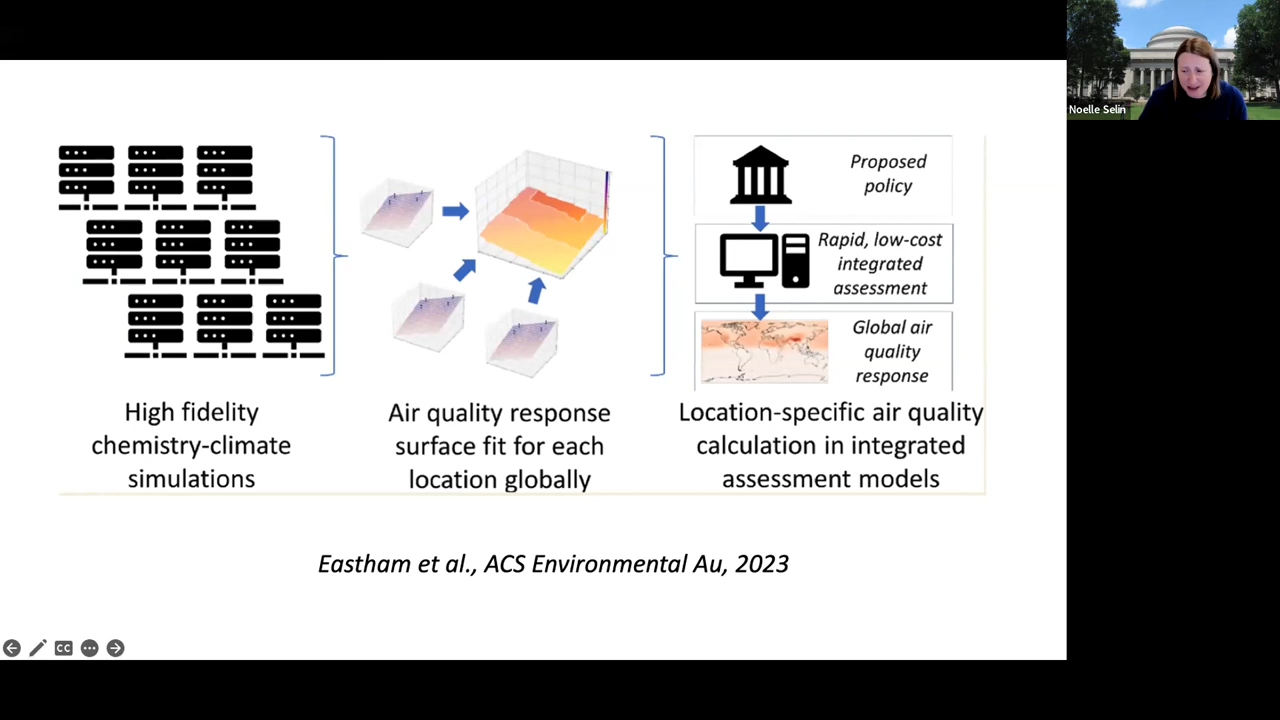 Noelle Selin
High fidelity
chemistry-climate
simulations
Air quality response
surface fit for each
location globally
Proposed
policy
Rapid, low-cost
integrated
assessment
Global air
quality
response
Location-specific air quality
calculation in integrated
assessment models
Eastham et al., ACS Environmental Au, 2023
CC